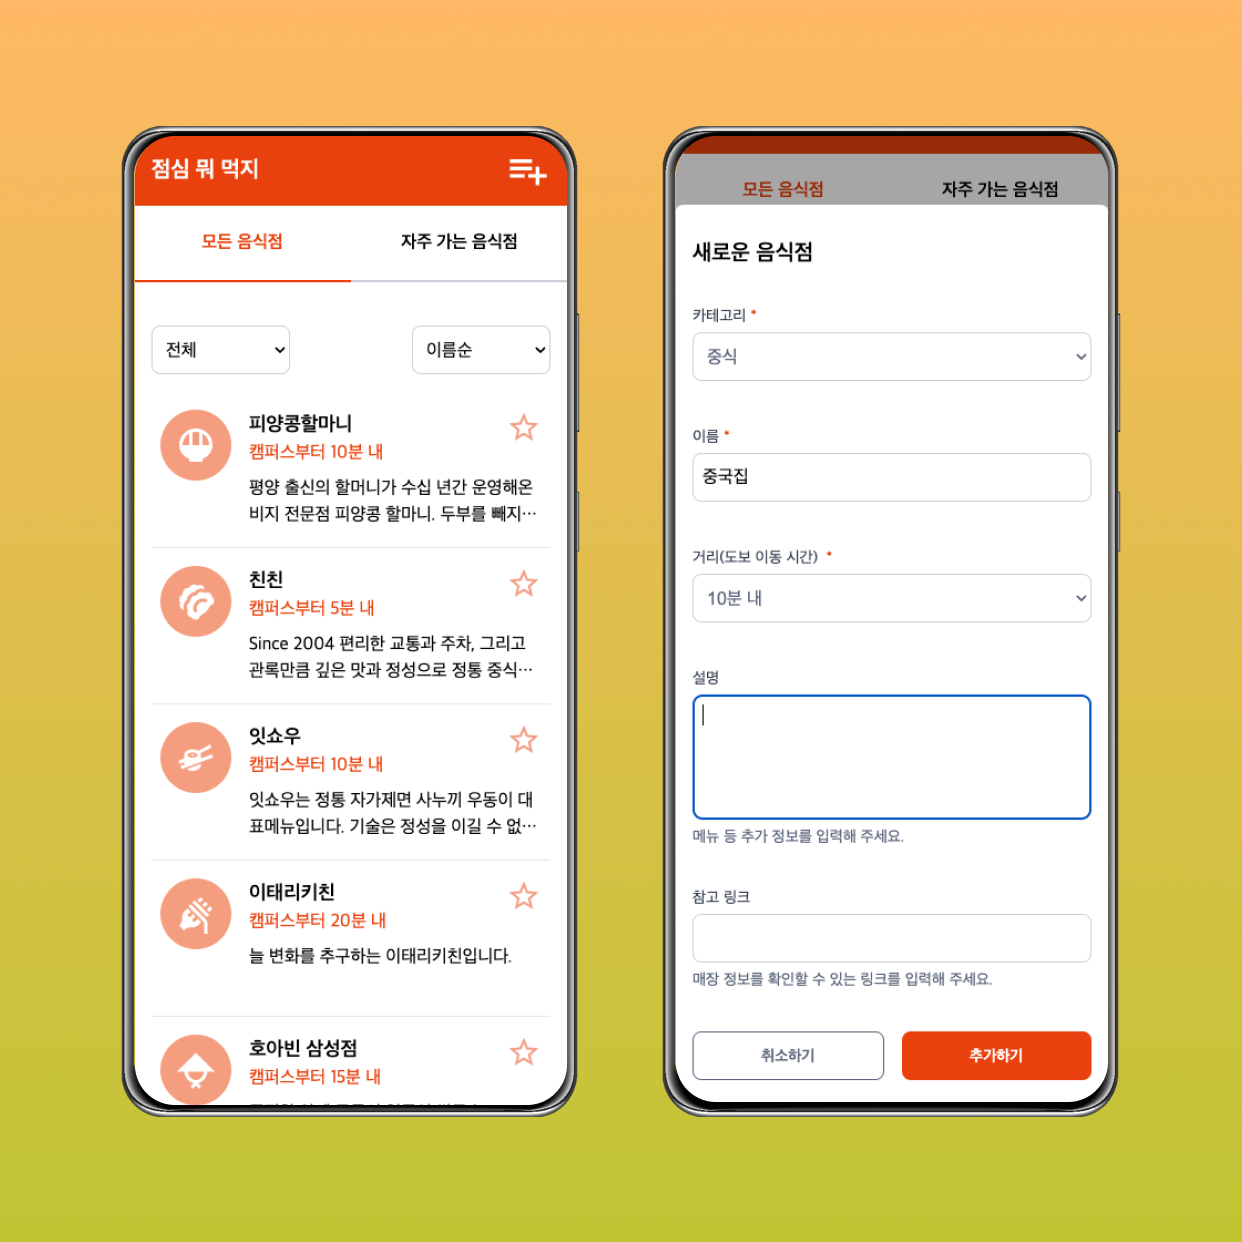 점심 뭐 먹지
모든 음식점
자주 가는 음식점
전체
이름순
피양콩할마니
캠퍼스부터 10분 내
평양 출신의 할머니가 수십 년간 운영해온
비지 전문점 피양콩 할마니. 두부를 빼지…
친친
캠퍼스부터 5분 내
Since 2004 편리한 교통과 주차, 그리고
관록만큼 깊은 맛과 정성으로 정통 중식…
잇쇼우
캠퍼스부터 10분 내
잇쇼우는 정통 자가제면 사누끼 우동이 대
표메뉴입니다. 기술은 정성을 이길 수 없…
이태리키친
캠퍼스부터 20분 내
늘 변화를 추구하는 이태리키친입니다.
호아빈 삼성점
캠퍼스부터 15분 내
모든 음식점
자주 가는 음식점
새로운 음식점
카테고리 *
중식
이름 *
중국집
거리(도보 이동 시간) *
10분 내
설명
메뉴 등 추가 정보를 입력해 주세요.
참고 링크
매장 정보를 확인할 수 있는 링크를 입력해 주세요.
취소하기
추가하기